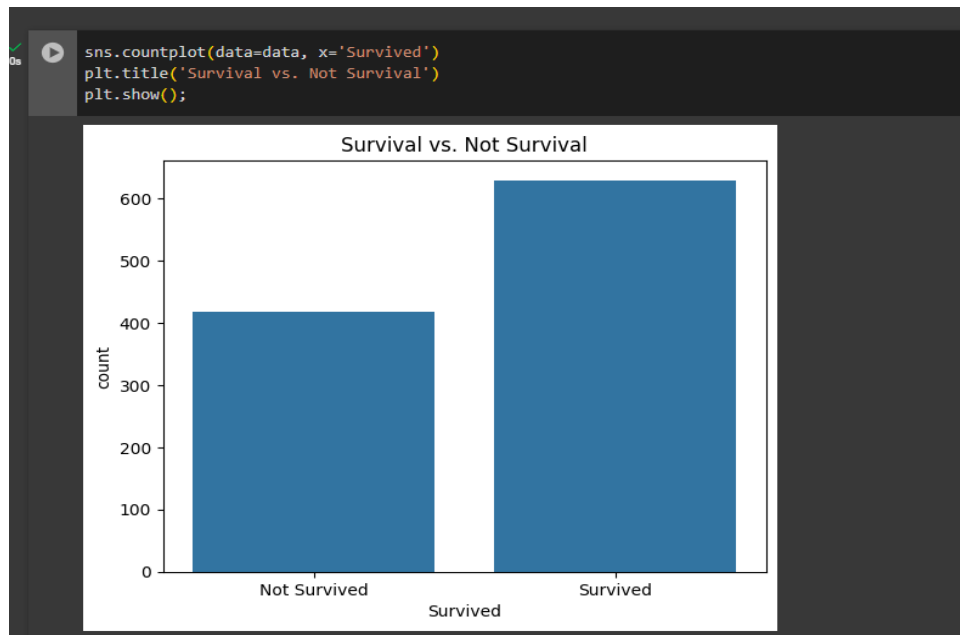 0s
sns.countplot(data=data, x='Survived')
plt.title('Survival vs. Not Survival')
plt.show();
Survival vs. Not Survival
600
500
400
300
200
100
0
count
Not Survived Survived
Survived